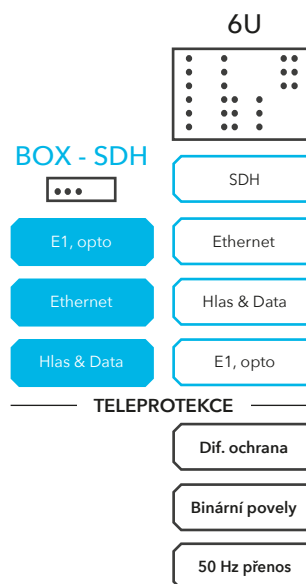 6U
BOX - SDH
SDH
E1, opto
Ethernet
Ethernet
Hlas & Data
Hlas & Data
E1, opto
TELEPROTEKCE
Dif. ochrana
Binární povely
50 Hz přenos